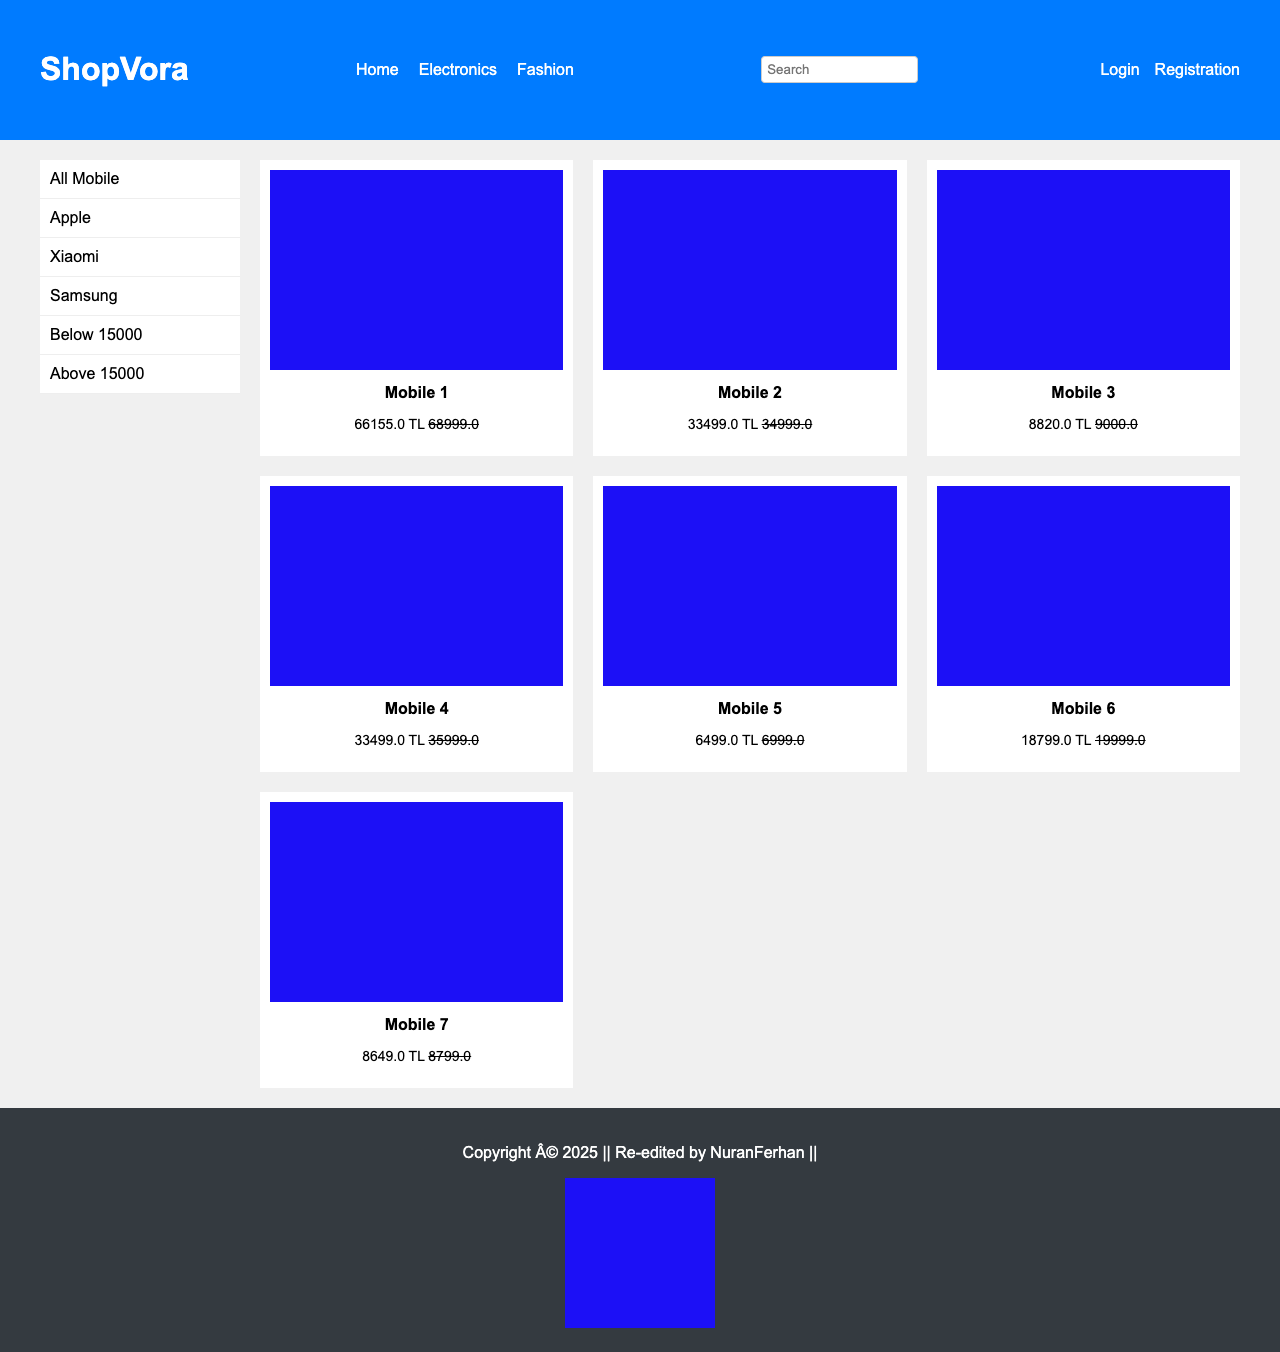 ShopVora
Home Electronics Fashion
Search
Login Registration
All Mobile
Apple
Xiaomi
Samsung
Below 15000
Above 15000
Mobile 1
66155.0 TL 68999.0
Mobile 2
33499.0 TL 34999.0
Mobile 3
8820.0 TL 9000.0
Mobile 4
33499.0 TL 35999.0
Mobile 5
6499.0 TL 6999.0
Mobile 6
18799.0 TL 19999.0
Mobile 7
8649.0 TL 8799.0
Copyright Â© 2025 || Re-edited by NuranFerhan ||